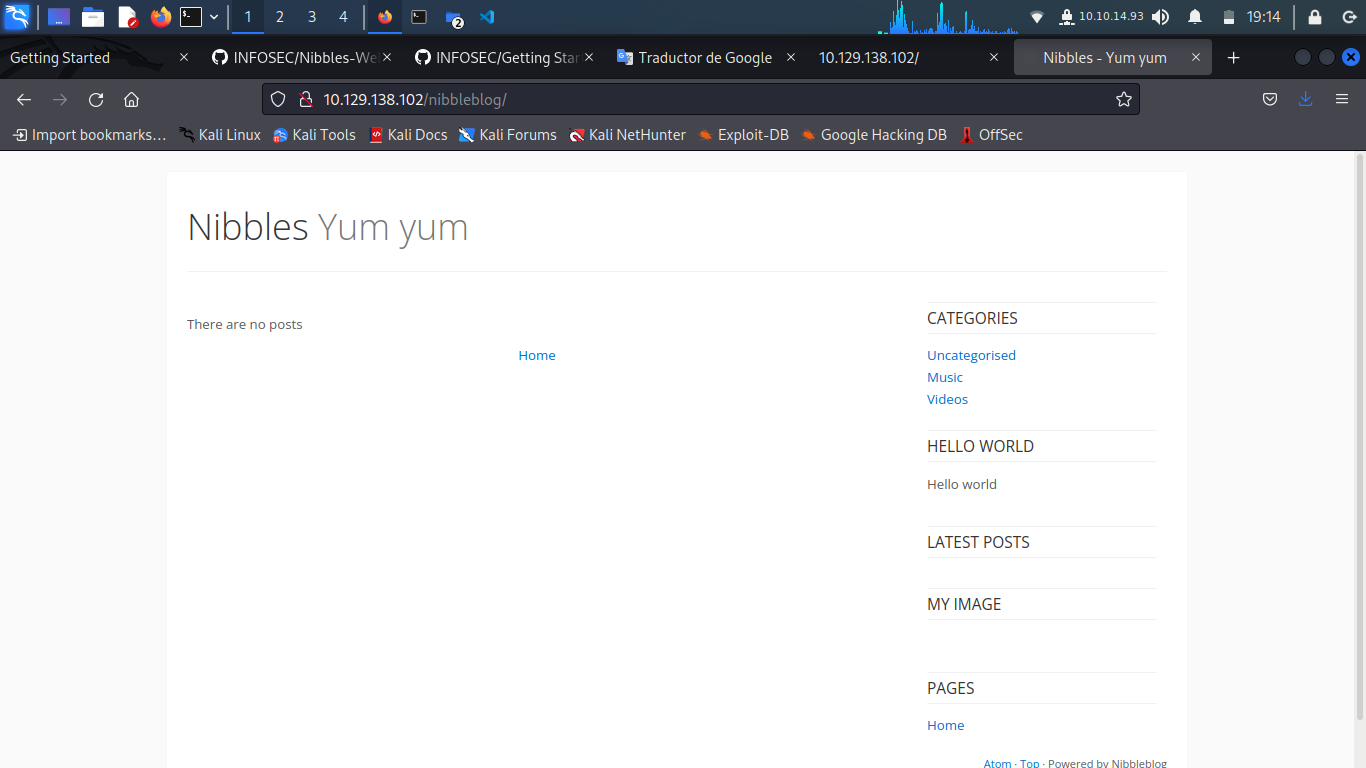 1 2 3 4 2 10.10.14.93 19:14
Getting Started INFOSEC/Nibbles-We INFOSEC/Getting Star Traductor de Google 10.129.138.102/ Nibbles - Yum yum
10.129.138.102/nibbleblog/
Import bookmarks... Kali Linux Kali Tools Kali Docs Kali Forums Kali NetHunter Exploit-DB Google Hacking DB OffSec
Nibbles Yum yum
There are no posts
Home
CATEGORIES
Uncategorised
Music
Videos
HELLO WORLD
Hello world
LATEST POSTS
MY IMAGE
PAGES
Home
Atom · Top · Powered by Nibbleblog